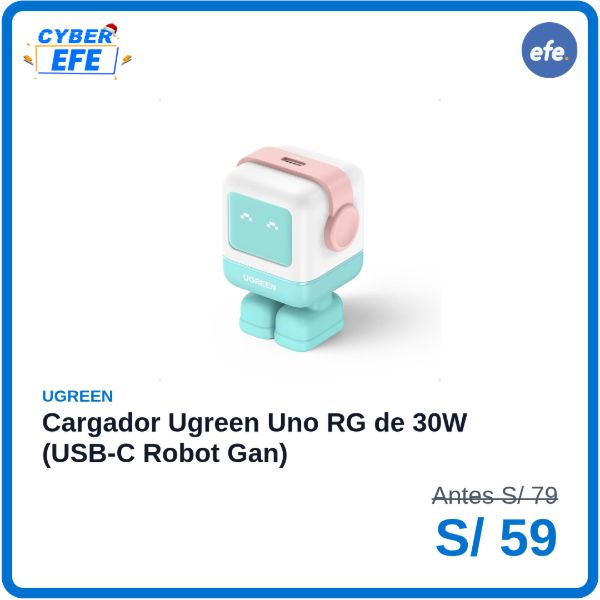 CYBER
EFE
efe.
UGREEN
UGREEN
Cargador Ugreen Uno RG de 30W
(USB-C Robot Gan)
Antes S/ 79
S/ 59